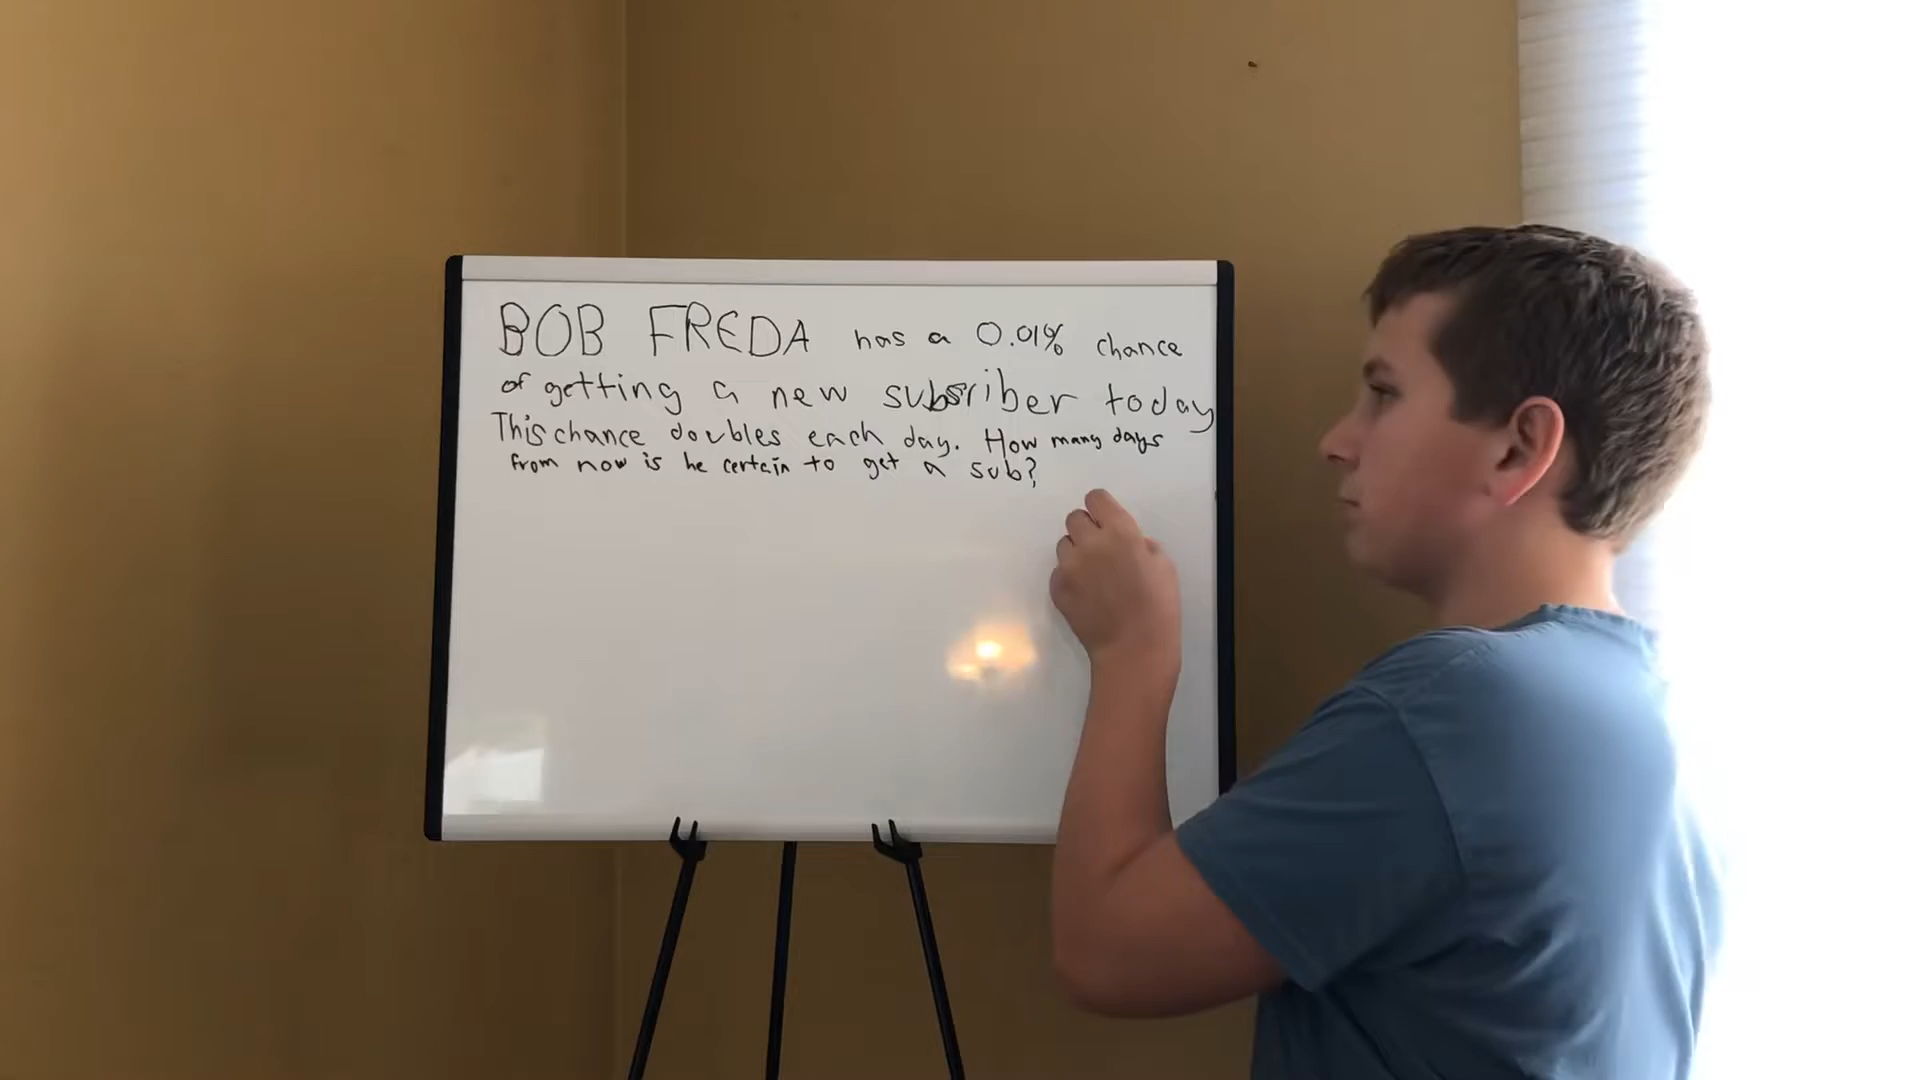 BOB FREDA has a 0.01% chance
of getting a new subsriber today
This chance doubles each day. How many days
from now is he certain to get a sub?